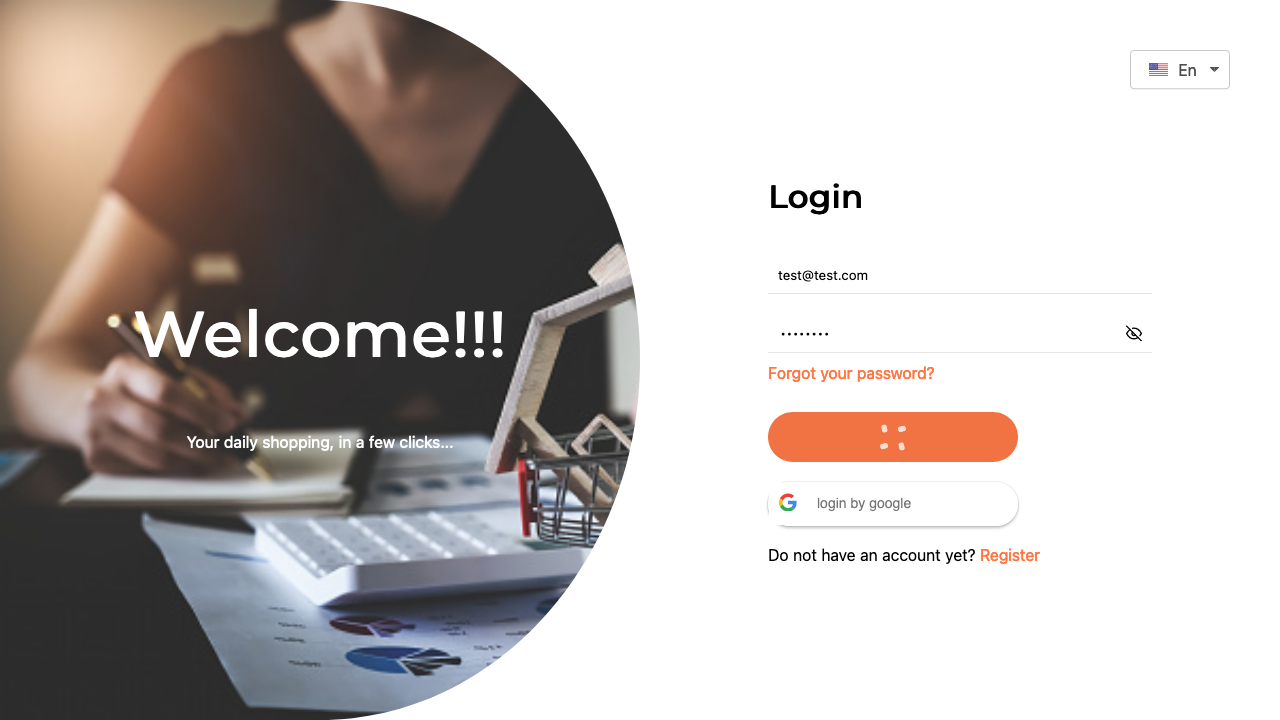 En
Login
test@test.com
••••••••
Welcome!!!
Forgot your password?
Your daily shopping, in a few clicks...
login by google
Do not have an account yet? Register